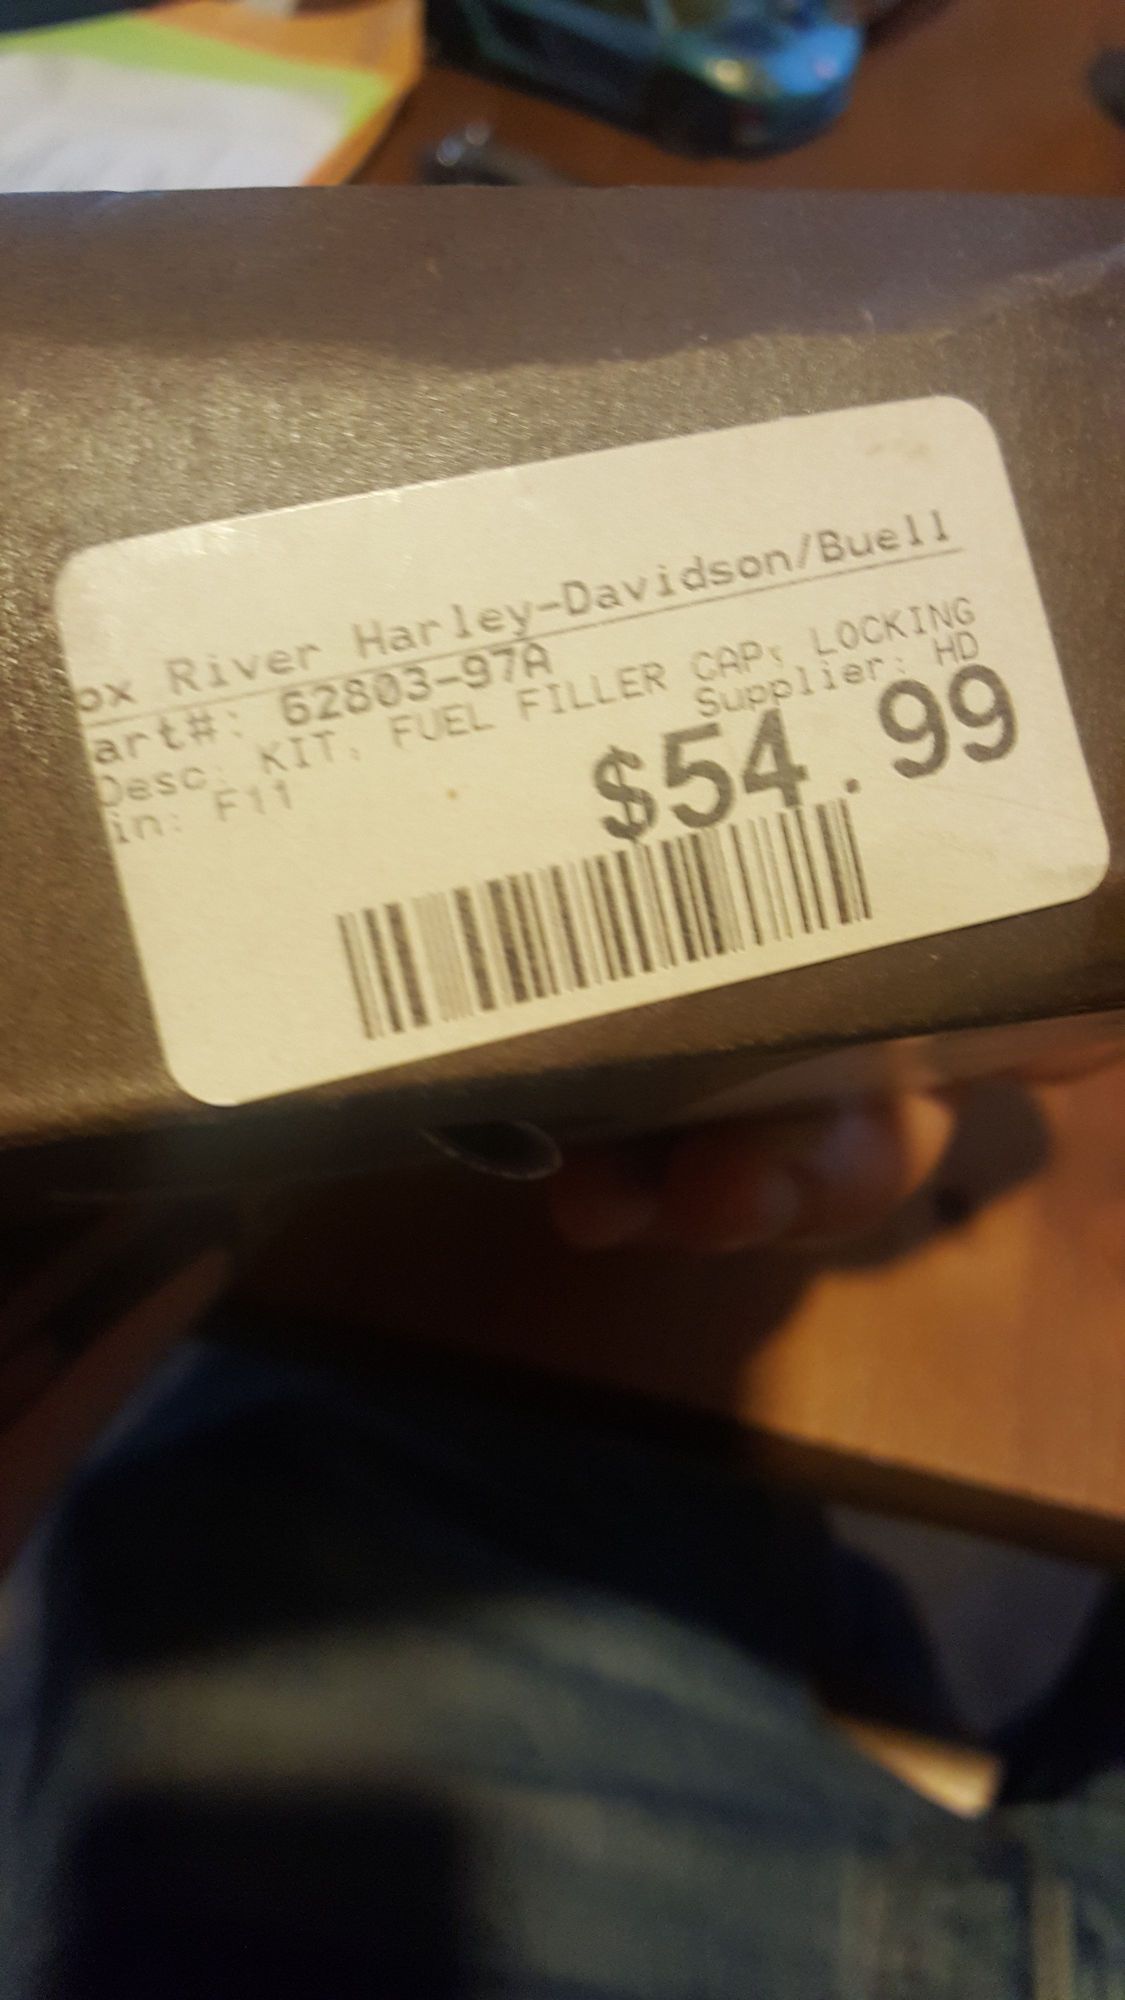 ox River Harley-Davidson/Buell
art#: 62803-97A
Desc: KIT, FUEL FILLER CAP, LOCKING
in: F11 Supplier: HD
$54.99